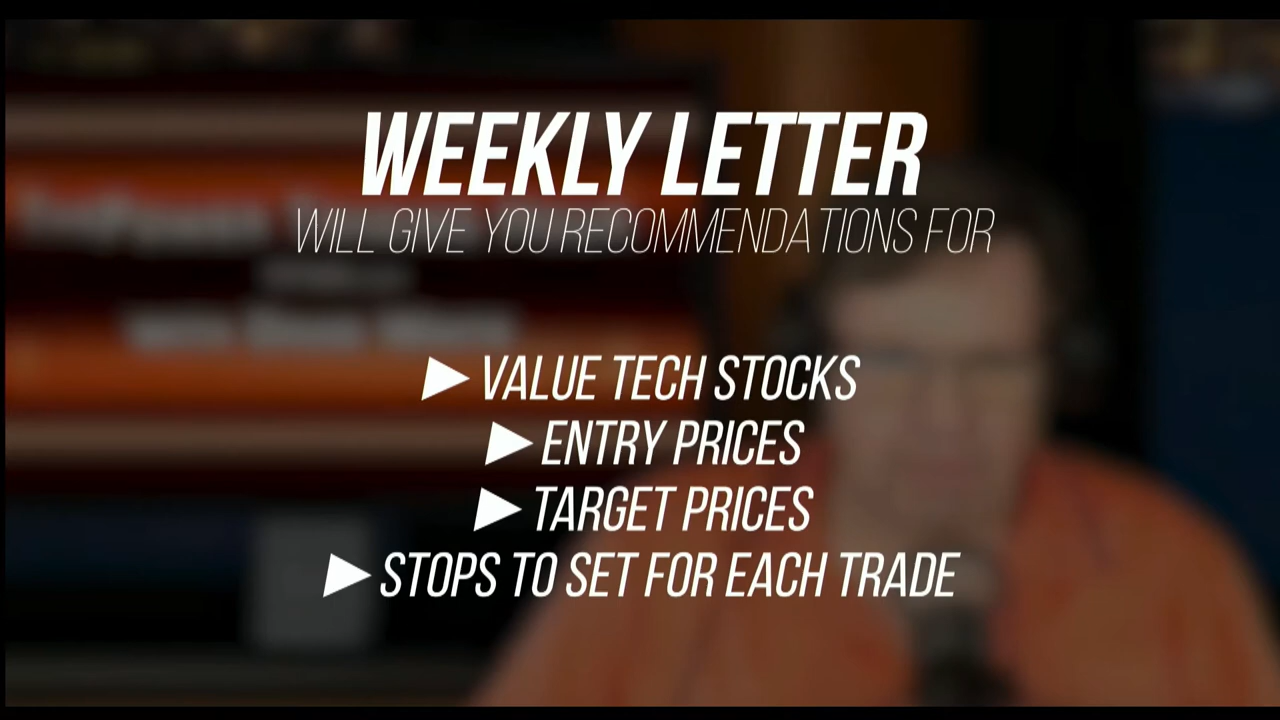 WEEKLY LETTER
WILL GIVE YOU RECOMMENDATIONS FOR
► VALUE TECH STOCKS
► ENTRY PRICES
► TARGET PRICES
► STOPS TO SET FOR EACH TRADE